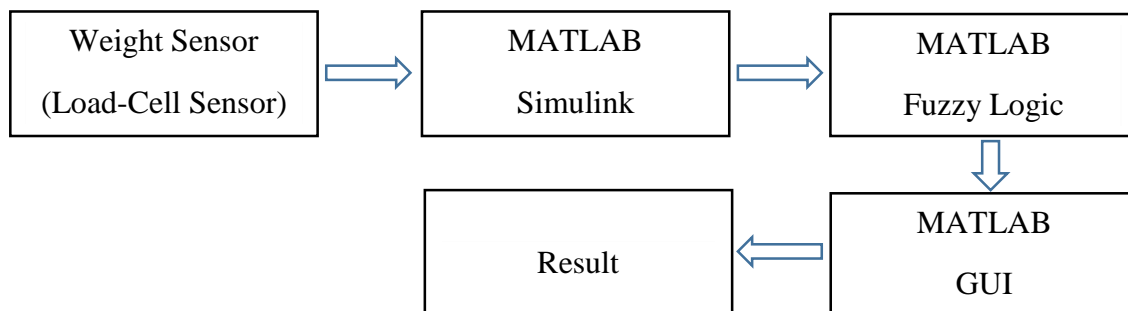 Weight Sensor
(Load-Cell Sensor)
MATLAB
Simulink
MATLAB
Fuzzy Logic
MATLAB
GUI
Result